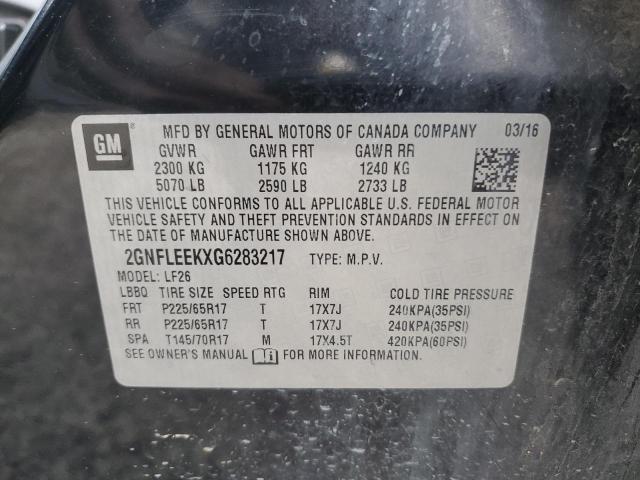 GM ® MFD BY GENERAL MOTORS OF CANADA COMPANY 03/16
GVWR GAWR FRT GAWR RR
2300 KG 1175 KG 1240 KG
5070 LB 2590 LB 2733 LB
THIS VEHICLE CONFORMS TO ALL APPLICABLE U.S. FEDERAL MOTOR
VEHICLE SAFETY AND THEFT PREVENTION STANDARDS IN EFFECT ON
THE DATE OF MANUFACTURE SHOWN ABOVE.
2GNFLEEKXG6283217 TYPE: M.P.V.
MODEL: LF26
LBBQ TIRE SIZE SPEED RTG RIM COLD TIRE PRESSURE
FRT P225/65R17 T 17X7J 240KPA(35PSI)
RR P225/65R17 T 17X7J 240KPA(35PSI)
SPA T145/70R17 M 17X4.5T 420KPA(60PSI)
SEE OWNER'S MANUAL i FOR MORE INFORMATION.